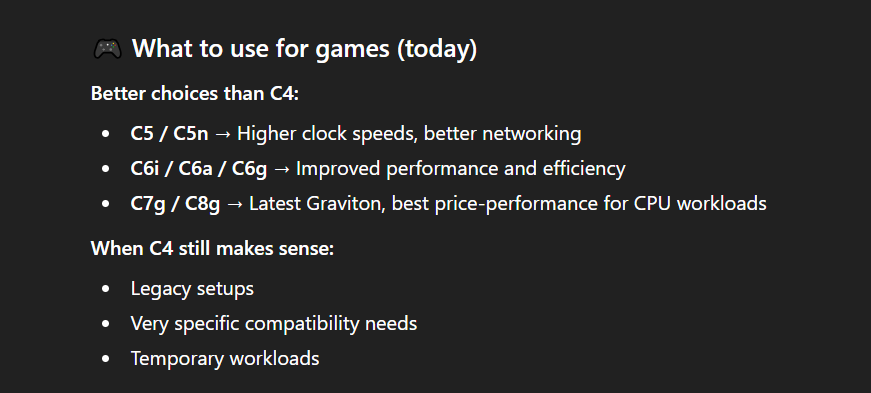 🎮 What to use for games (today)
Better choices than C4:
• C5 / C5n → Higher clock speeds, better networking
• C6i / C6a / C6g → Improved performance and efficiency
• C7g / C8g → Latest Graviton, best price-performance for CPU workloads
When C4 still makes sense:
• Legacy setups
• Very specific compatibility needs
• Temporary workloads